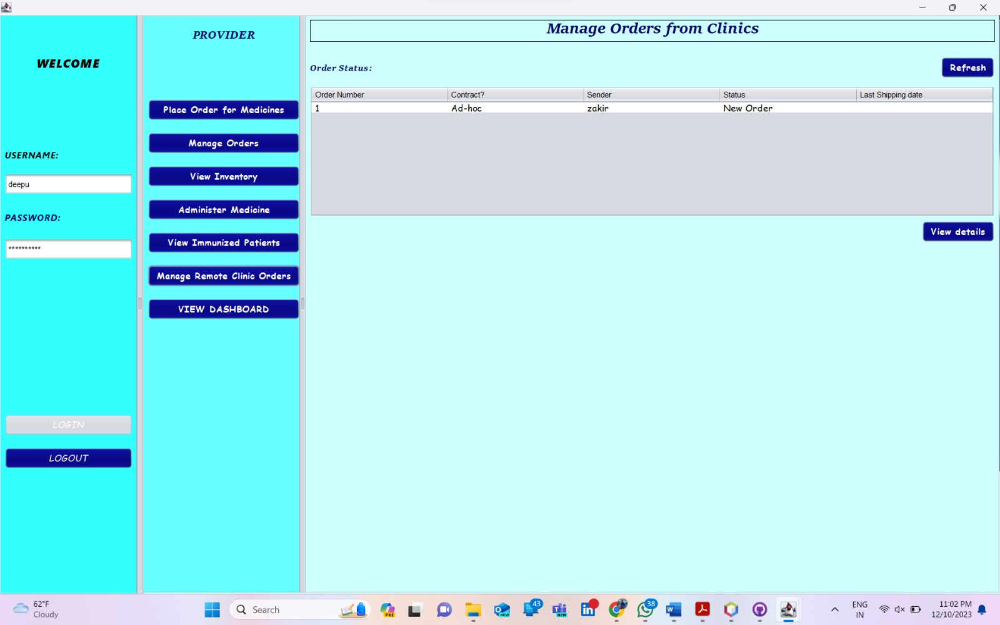 WELCOME
USERNAME:
deepu
PASSWORD:
**********
LOGIN
LOGOUT
PROVIDER
Place Order for Medicines
Manage Orders
View Inventory
Administer Medicine
View Immunized Patients
Manage Remote Clinic Orders
VIEW DASHBOARD
Manage Orders from Clinics
Order Status:
Refresh
Order Number Contract? Sender Status Last Shipping date
1 Ad-hoc zakir New Order
View details
62°F
Cloudy
Search
PRE
NEW
43
NEW
38
ENG
IN
11:02 PM
12/10/2023